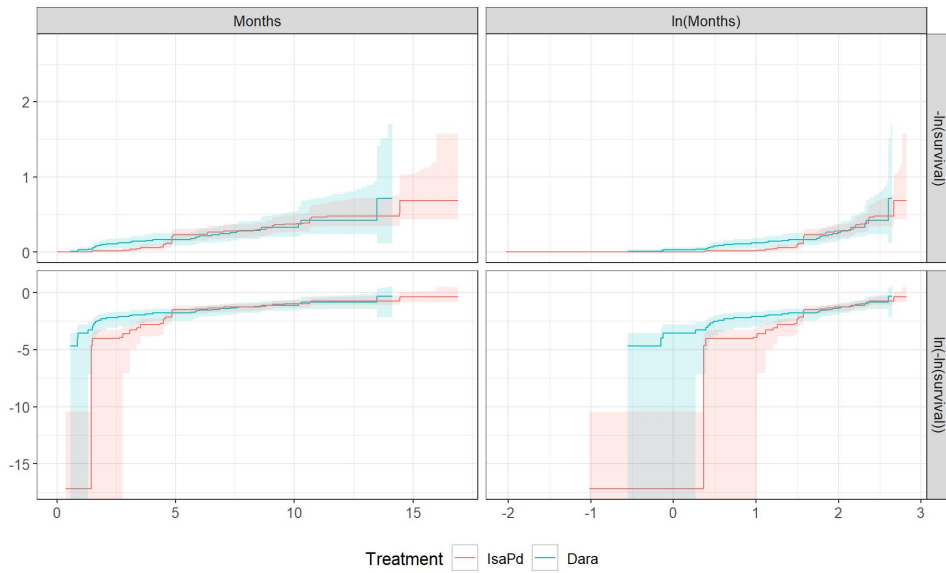 Months
ln(Months)
2
1
0
-ln(survival)
0
-5
-10
-15
ln(-ln(survival))
0
5
10
15
-2
-1
0
1
2
3
Treatment
IsaPd
Dara